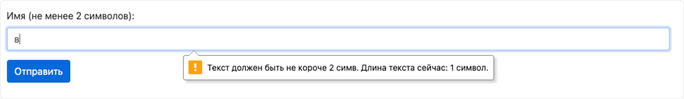 Имя (не менее 2 символов):
в
Текст должен быть не короче 2 симв. Длина текста сейчас: 1 символ.
Отправить